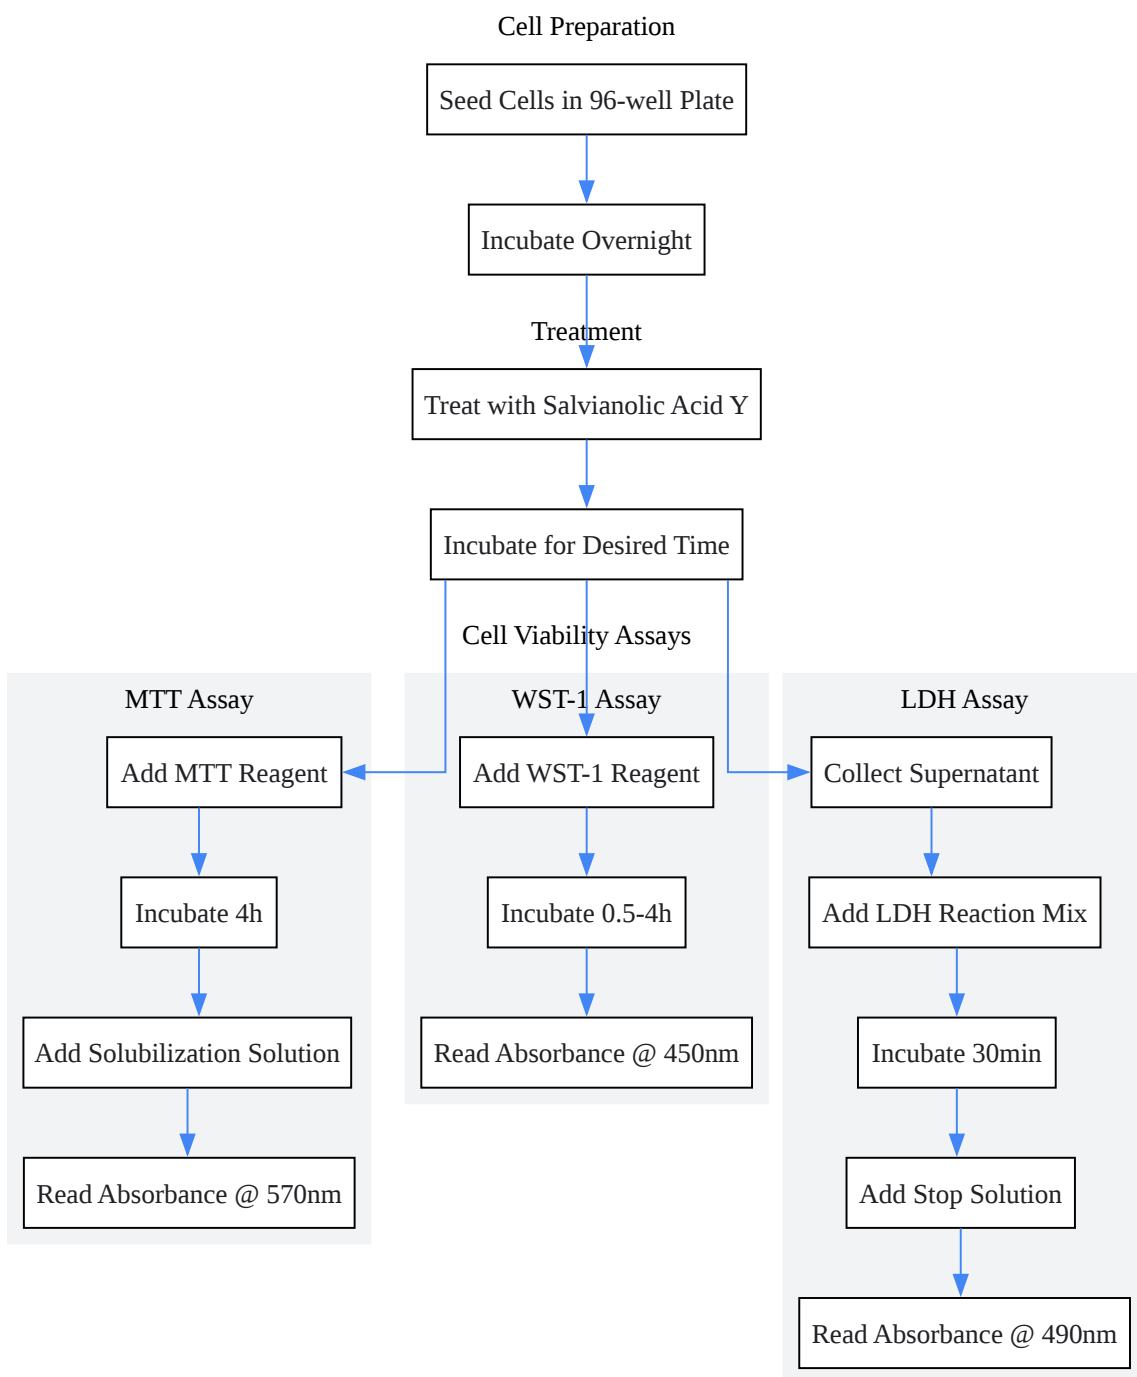 Cell Preparation
Seed Cells in 96-well Plate
Incubate Overnight
Treatment
Treat with Salvianolic Acid Y
Incubate for Desired Time
Cell Viability Assays
MTT Assay
Add MTT Reagent
Incubate 4h
Add Solubilization Solution
Read Absorbance @ 570nm
WST-1 Assay
Add WST-1 Reagent
Incubate 0.5-4h
Read Absorbance @ 450nm
LDH Assay
Collect Supernatant
Add LDH Reaction Mix
Incubate 30min
Add Stop Solution
Read Absorbance @ 490nm